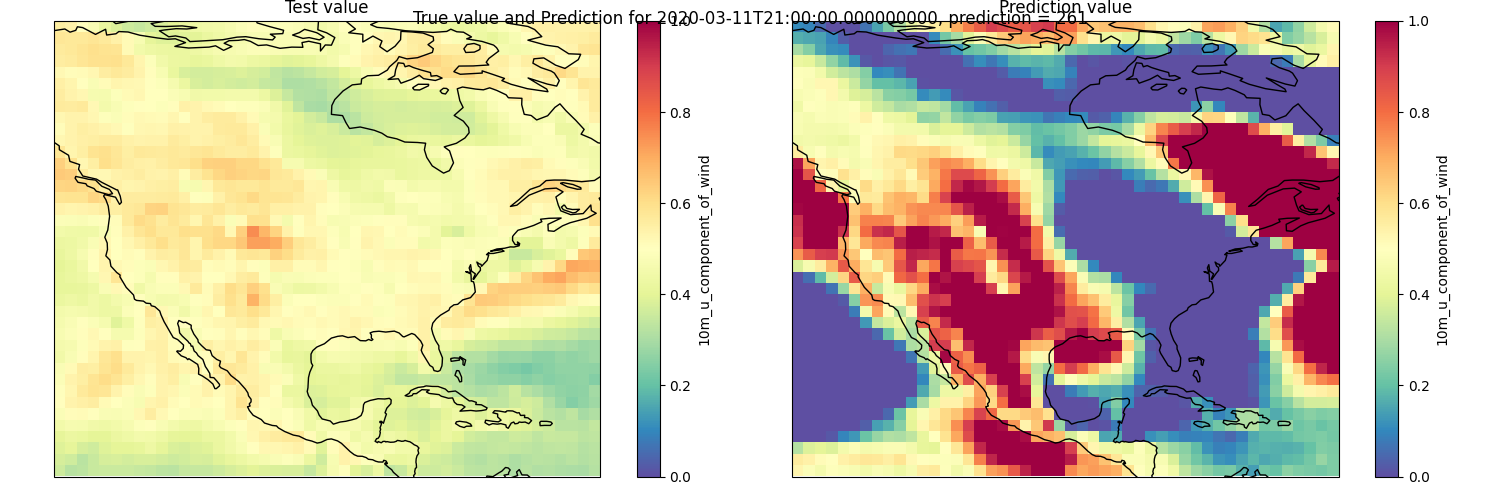 Test value
Prediction value
True value and Prediction for 2020-03-11T21:00:00.000000000, prediction = 261
1.0
0.8
0.6
0.4
0.2
0.0
10m_u_component_of_wind
1.0
0.8
0.6
0.4
0.2
0.0
10m_u_component_of_wind